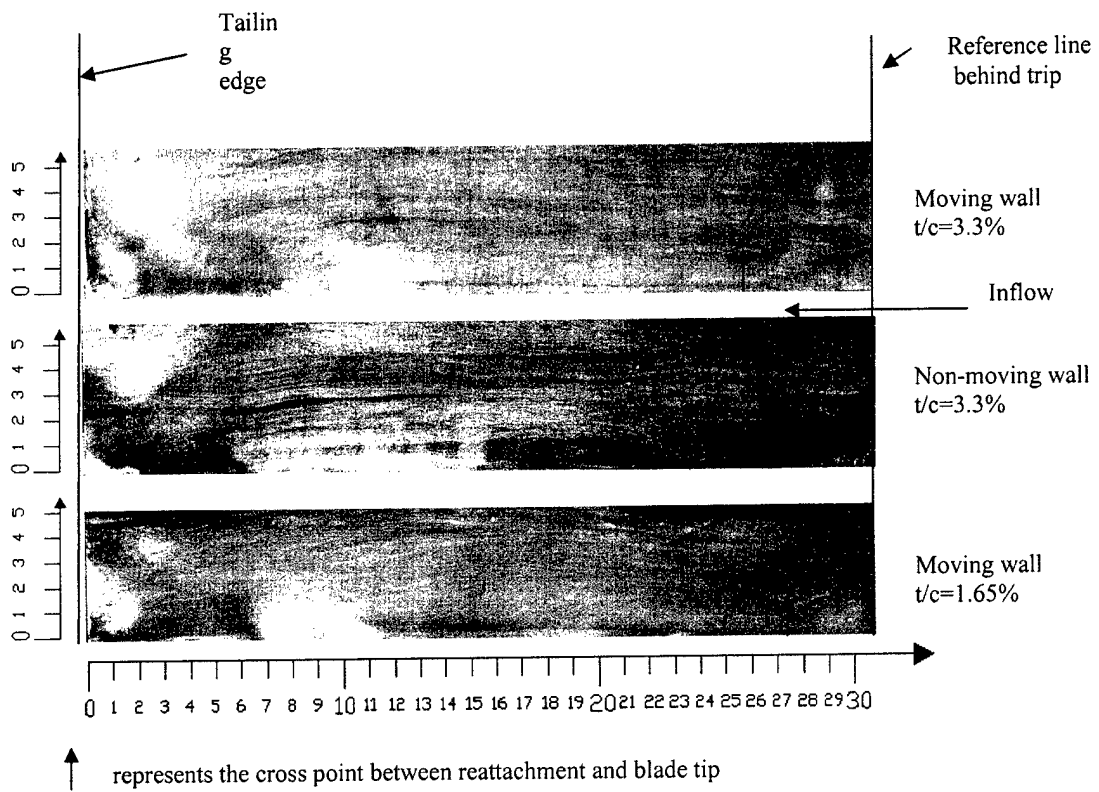 Tailin
g
edge
Reference line
behind trip
5
4
3
2
1
0
Moving wall
t/c=3.3%
Inflow
5
4
3
2
1
0
Non-moving wall
t/c=3.3%
5
4
3
2
1
0
Moving wall
t/c=1.65%
0 1 2 3 4 5 6 7 8 9 10 11 12 13 14 15 16 17 18 19 20 21 22 23 24 25 26 27 28 29 30
represents the cross point between reattachment and blade tip